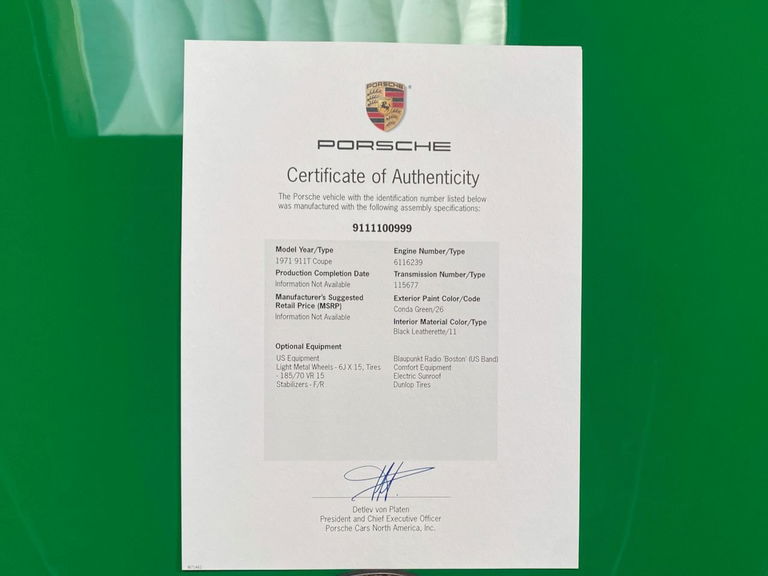 PORSCHE
PORSCHE
Certificate of Authenticity
The Porsche vehicle with the identification number listed below
was manufactured with the following assembly specifications:
9111100999
Model Year/Type
1971 911T Coupe
Production Completion Date
Information Not Available
Manufacturer's Suggested
Retail Price (MSRP)
Information Not Available
Engine Number/Type
6116239
Transmission Number/Type
115677
Exterior Paint Color/Code
Conda Green/26
Interior Material Color/Type
Black Leatherette/11
Optional Equipment
US Equipment
Light Metal Wheels - 6J X 15, Tires
- 185/70 VR 15
Stabilizers - F/R
Blaupunkt Radio 'Boston' (US Band)
Comfort Equipment
Electric Sunroof
Dunlop Tires
Detlev von Platen
President and Chief Executive Officer
Porsche Cars North America, Inc.